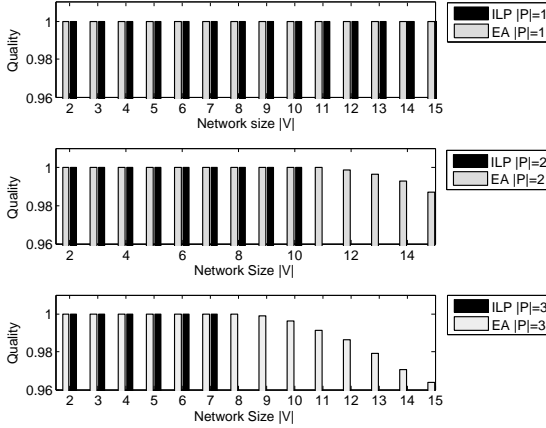 1
0.98
0.96
Quality
2 3 4 5 6 7 8 9 10 11 12 13 14 15
Network size |V|
ILP |P|=1
EA |P|=1
1
0.98
0.96
Quality
2 4 6 8 10 12 14
Network Size |V|
ILP |P|=2
EA |P|=2
1
0.98
0.96
Quality
2 3 4 5 6 7 8 9 10 11 12 13 14 15
Network Size |V|
ILP |P|=3
EA |P|=3